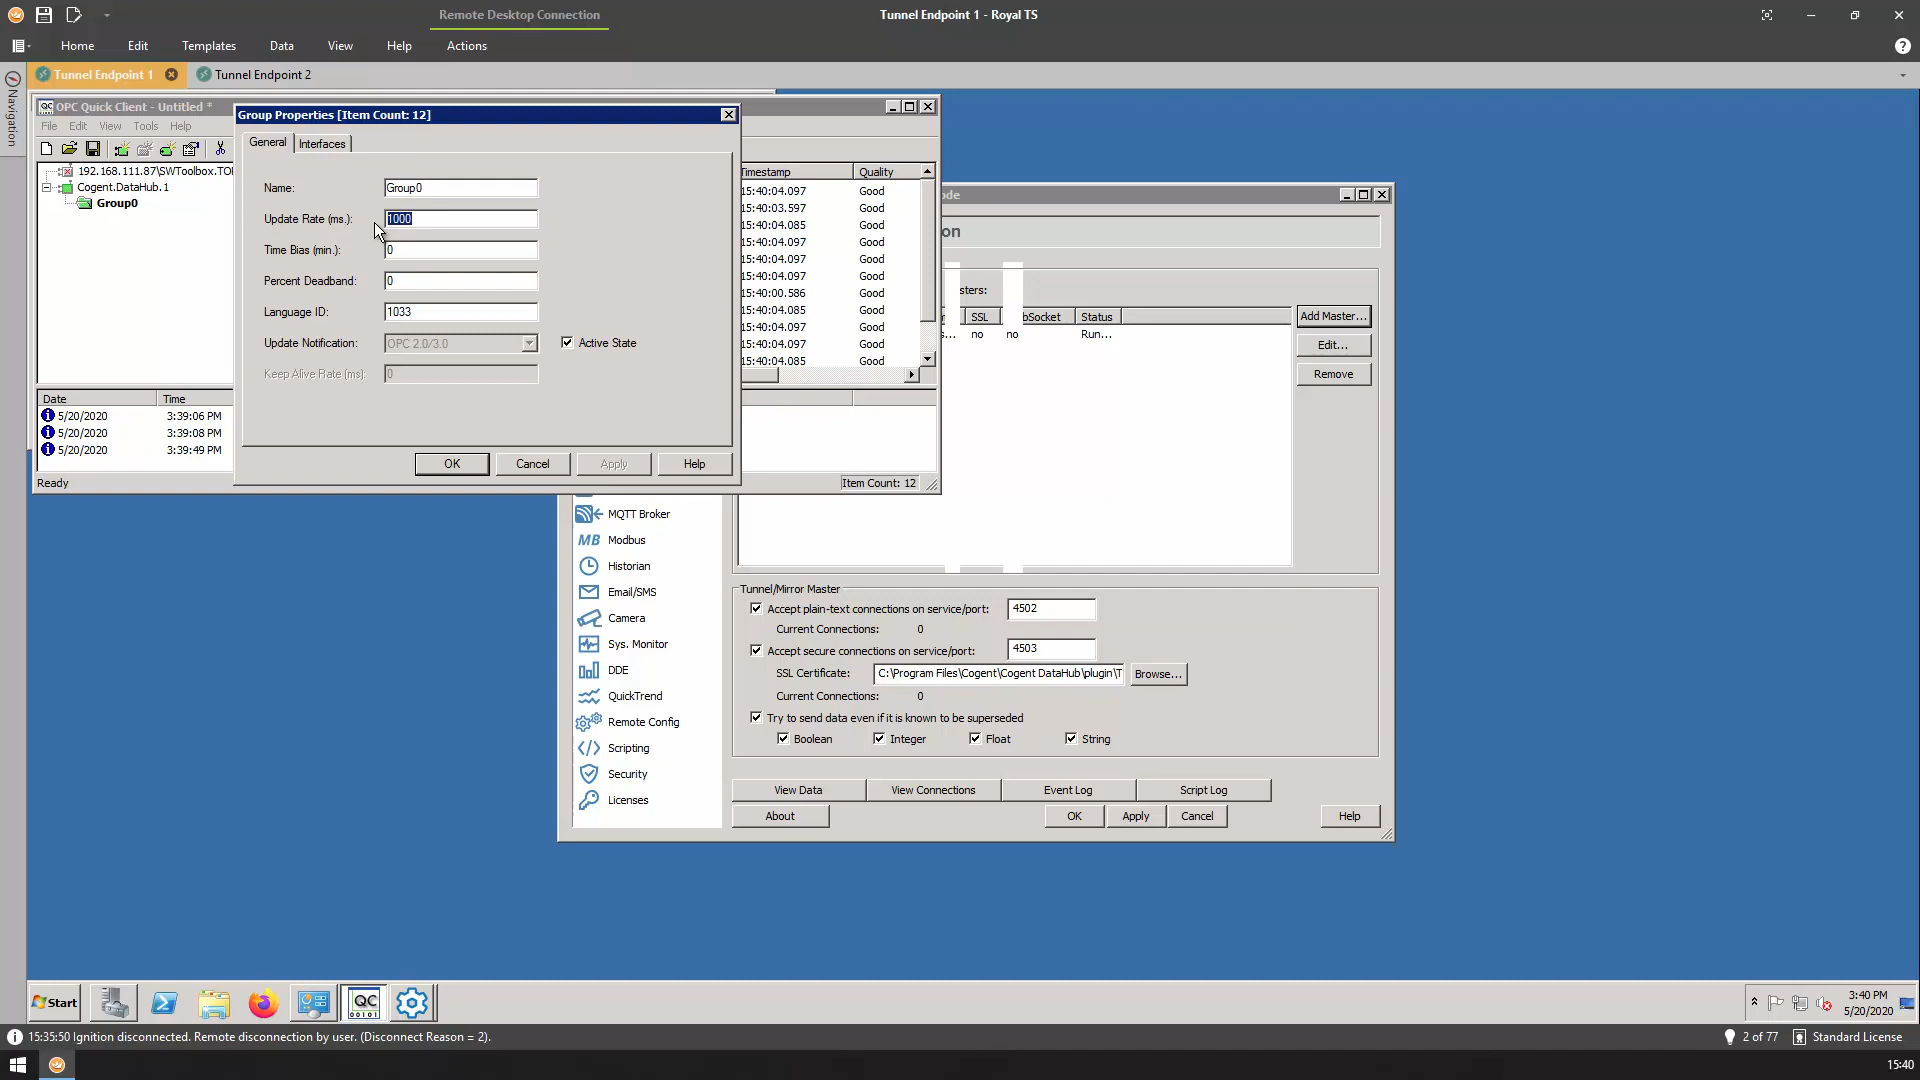 Remote Desktop Connection
Tunnel Endpoint 1 - Royal TS
Home Edit Templates Data View Help Actions
Tunnel Endpoint 1
Tunnel Endpoint 2
Navigation
OPC Quick Client - Untitled *
File Edit View Tools Help
192.168.111.87\SWToolbox.TO
Cogent.DataHub.1
Group0
Group Properties [Item Count: 12]
General Interfaces
Name: Group0
Update Rate (ms.): 1000
Time Bias (min.): 0
Percent Deadband: 0
Language ID: 1033
Update Notification: OPC 2.0/3.0
Active State
Keep Alive Rate (ms): 0
OK Cancel Apply Help
Timestamp Quality
15:40:04.097 Good
15:40:03.597 Good
15:40:04.085 Good
15:40:04.097 Good
15:40:04.097 Good
15:40:04.097 Good
15:40:00.586 Good
15:40:04.085 Good
15:40:04.097 Good
15:40:04.097 Good
15:40:04.085 Good
Date Time
5/20/2020 3:39:06 PM
5/20/2020 3:39:08 PM
5/20/2020 3:39:49 PM
Ready
Item Count: 12
ode
on
sters:
SSL bSocket Status
s... no no Run...
Add Master...
Edit...
Remove
MQTT Broker
MB Modbus
Historian
Email/SMS
Camera
Sys. Monitor
DDE
QuickTrend
Remote Config
Scripting
Security
Licenses
Tunnel/Mirror Master
Accept plain-text connections on service/port: 4502
Current Connections: 0
Accept secure connections on service/port: 4503
SSL Certificate: C:\Program Files\Cogent\Cogent DataHub\plugin\T Browse...
Current Connections: 0
Try to send data even if it is known to be superseded
Boolean Integer Float String
View Data View Connections Event Log Script Log
About OK Apply Cancel Help
Start
QC
00101
3:40 PM
5/20/2020
15:35:50 Ignition disconnected. Remote disconnection by user. (Disconnect Reason = 2).
2 of 77
Standard License
15:40